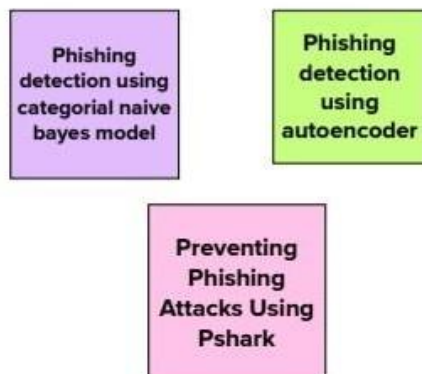 Phishing
detection using
categorial naive
bayes model
Phishing
detection
using
autoencoder
Preventing
Phishing
Attacks Using
Pshark